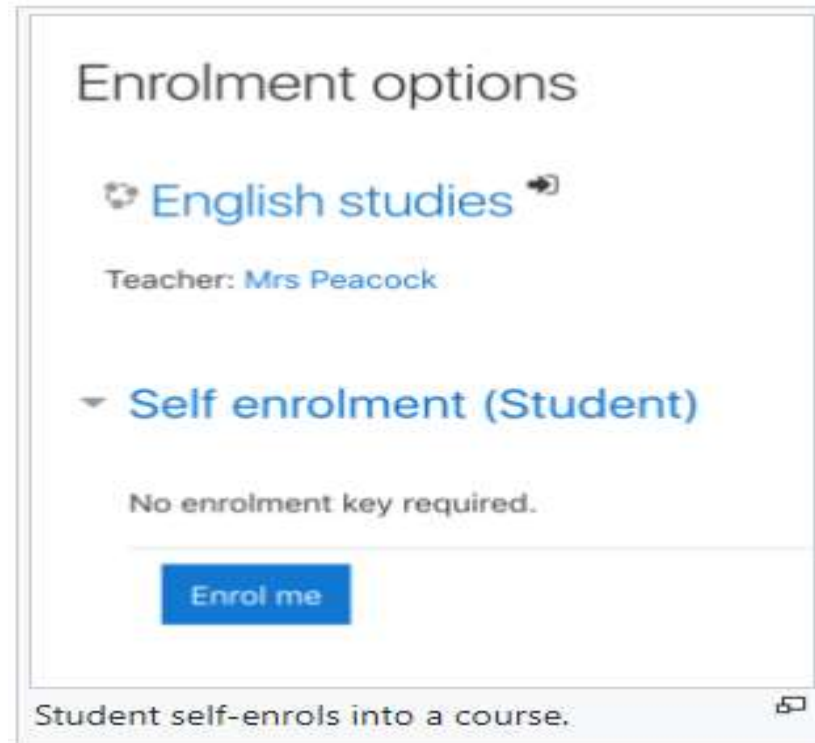 Enrolment options
English studies
Teacher: Mrs Peacock
Self enrolment (Student)
No enrolment key required.
Enrol me
Student self-enrols into a course.